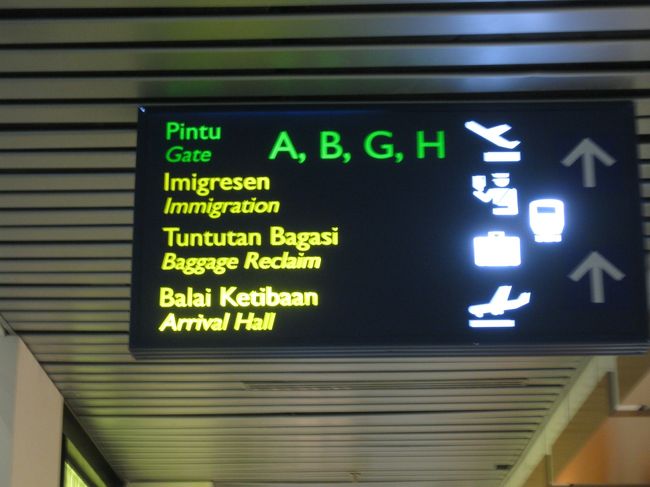 Pintu
Gate
A, B, G, H
Imigresen
Immigration
Tuntutan Bagasi
Baggage Reclaim
Balai Ketibaan
Arrival Hall